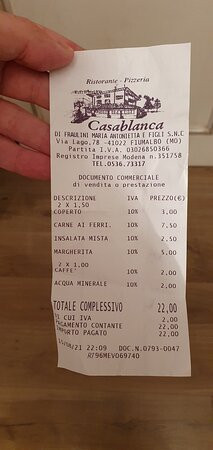 Ristorante - Pizzeria
Casablanca
DI FRAULINI MARIA ANTONIETTA E FIGLI S.N.C
Via Lago,78 -41022 FIUMALBO (MO)
Partita I.V.A. 03026850366
Registro Imprese Modena n.351758
TEL.0536.73317
DOCUMENTO COMMERCIALE
di vendita o prestazione
DESCRIZIONE IVA PREZZO(€)
2 X 1,50
COPERTO 10% 3,00
CARNE AI FERRI. 10% 7,50
INSALATA MISTA 10% 2,50
MARGHERITA 10% 5,00
2 X 1,00
CAFFE' 10% 2,00
ACQUA MINERALE 10% 2,00
TOTALE COMPLESSIVO 22,00
DI CUI IVA 2,00
PAGAMENTO CONTANTE 22,00
IMPORTO PAGATO 22,00
22:09 DOC.N.0793-0047
R/96MEV069740